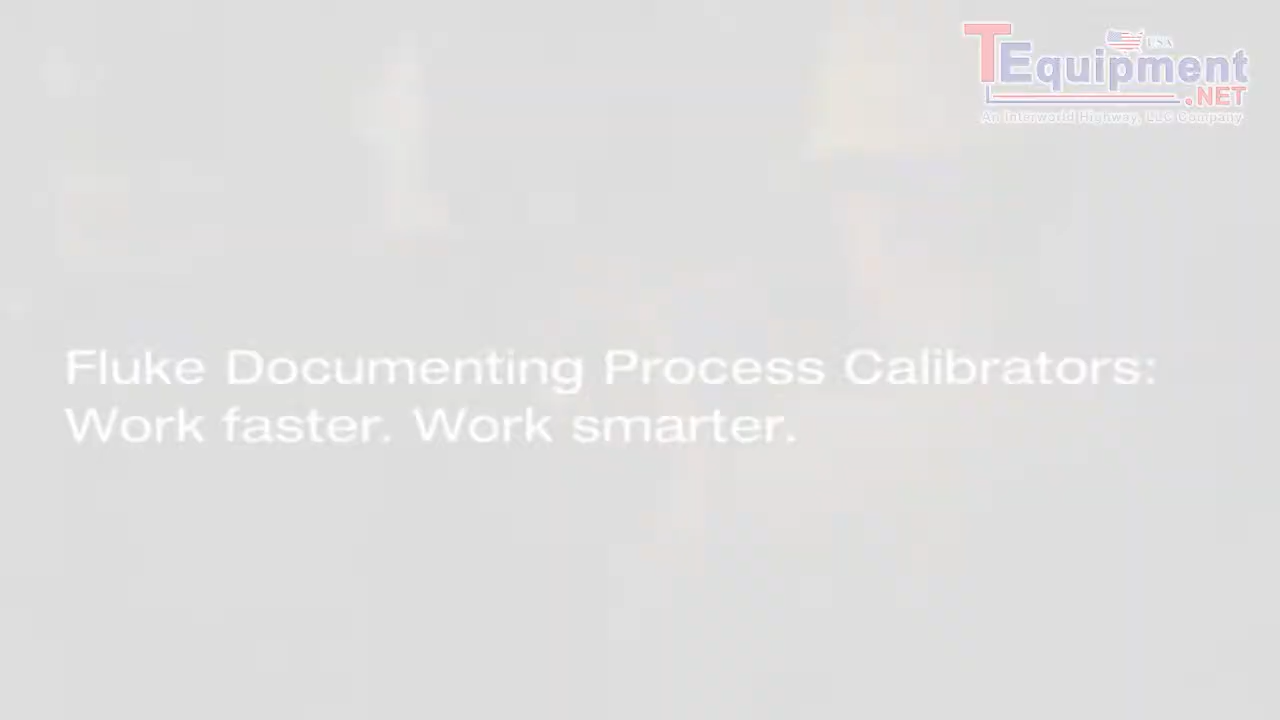 TEquipment
USA
.NET
An Interworld Highway, LLC Company
Fluke Documenting Process Calibrators:
Work faster. Work smarter.